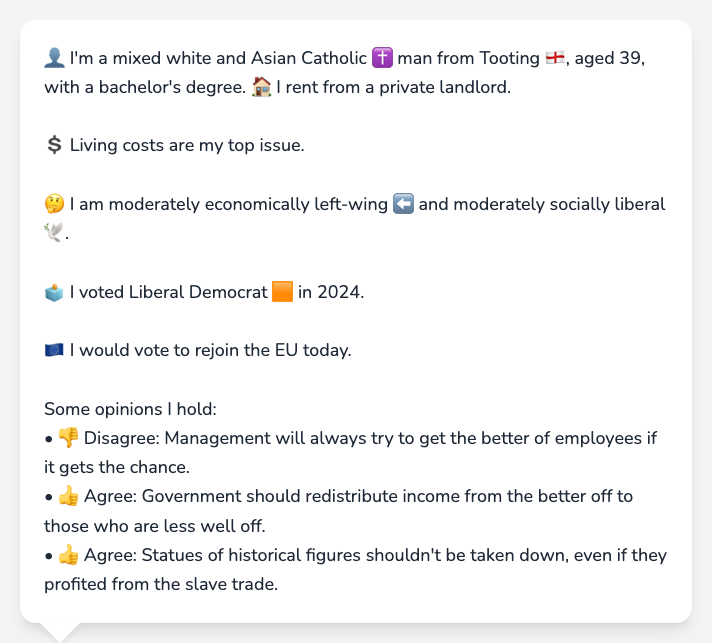 👤 I'm a mixed white and Asian Catholic ✝️ man from Tooting 🏴󠁧󠁢󠁥󠁮󠁧󠁿, aged 39,
with a bachelor's degree. 🏠 I rent from a private landlord.
💲 Living costs are my top issue.
🤔 I am moderately economically left-wing ⬅️ and moderately socially liberal
🕊️.
🗳️ I voted Liberal Democrat 🟧 in 2024.
🇪🇺 I would vote to rejoin the EU today.
Some opinions I hold:
• 👎 Disagree: Management will always try to get the better of employees if
it gets the chance.
• 👍 Agree: Government should redistribute income from the better off to
those who are less well off.
• 👍 Agree: Statues of historical figures shouldn't be taken down, even if they
profited from the slave trade.